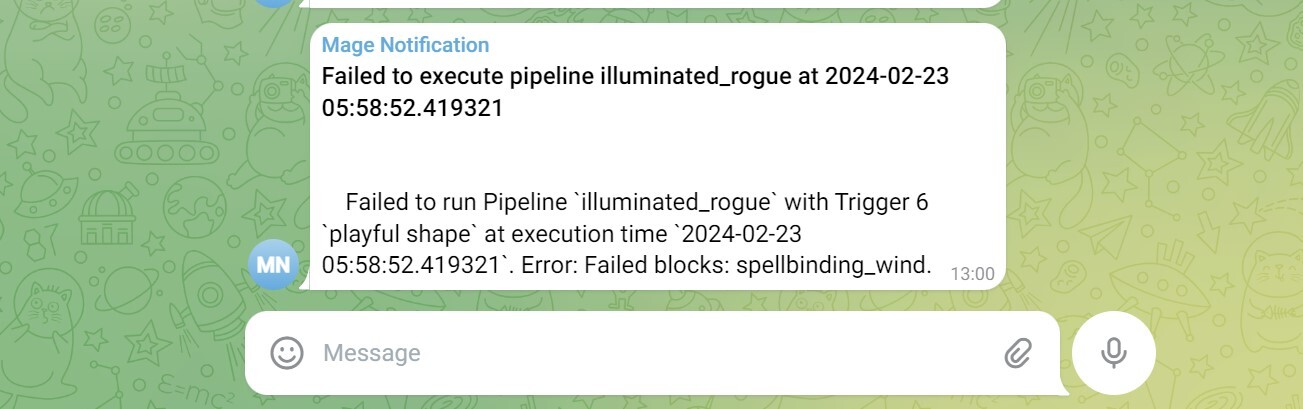 Mage Notification
Failed to execute pipeline illuminated_rogue at 2024-02-23
05:58:52.419321
Failed to run Pipeline `illuminated_rogue` with Trigger 6
`playful shape` at execution time `2024-02-23
05:58:52.419321`. Error: Failed blocks: spellbinding_wind.
13:00
MN
Message
E=mc²